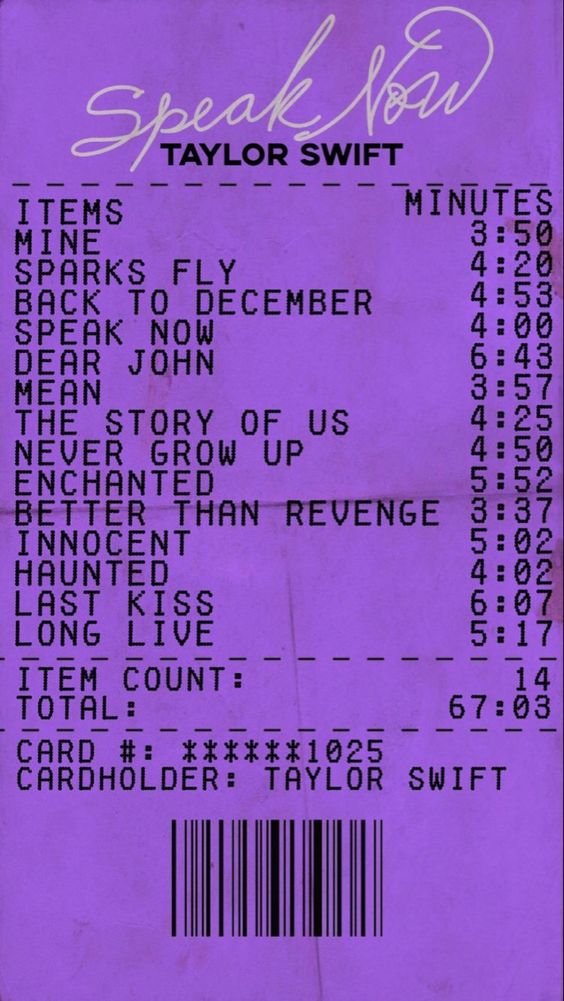 Speak Now
TAYLOR SWIFT
ITEMS MINUTES
MINE 3:50
SPARKS FLY 4:20
BACK TO DECEMBER 4:53
SPEAK NOW 4:00
DEAR JOHN 6:43
MEAN 3:57
THE STORY OF US 4:25
NEVER GROW UP 4:50
ENCHANTED 5:52
BETTER THAN REVENGE 3:37
INNOCENT 5:02
HAUNTED 4:02
LAST KISS 6:07
LONG LIVE 5:17
ITEM COUNT: 14
TOTAL: 67:03
CARD #: ******1025
CARDHOLDER: TAYLOR SWIFT